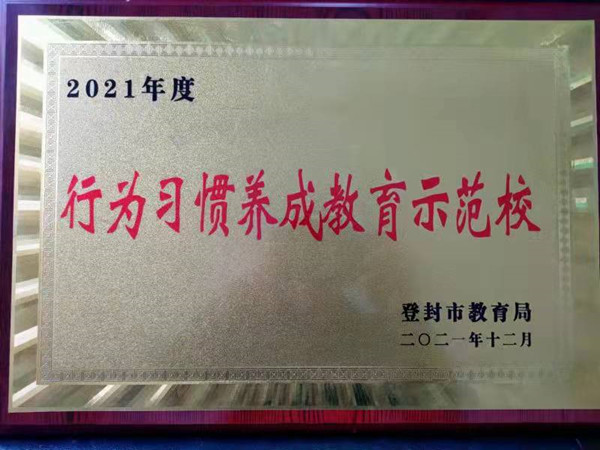 2021年度
行为习惯养成教育示范校
登封市教育局
二〇二一年十二月